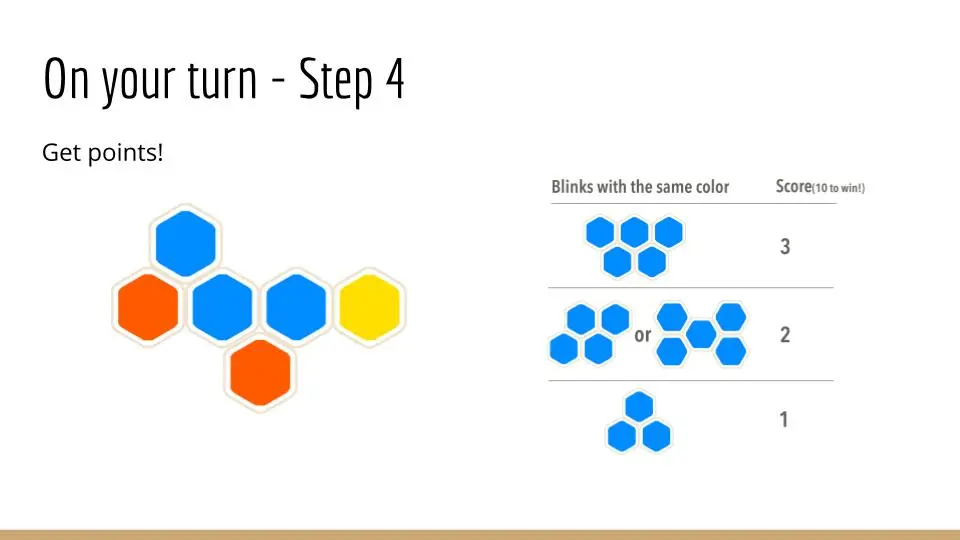 On your turn - Step 4
Get points!
Blinks with the same color Score(10 to win!)
3
or 2
1